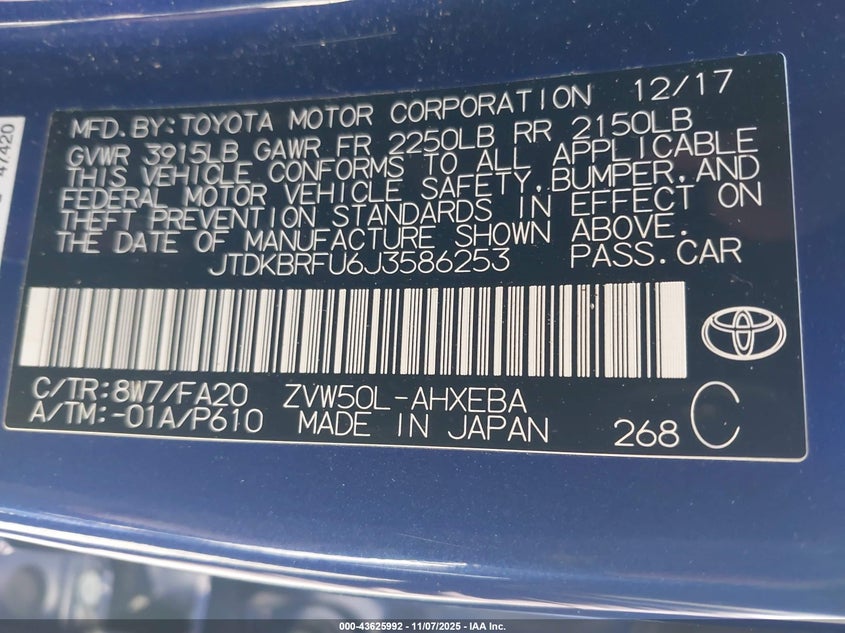 47420
MFD.BY:TOYOTA MOTOR CORPORATION 12/17
GVWR 3915LB GAWR FR 2250LB RR 2150LB
THIS VEHICLE CONFORMS TO ALL APPLICABLE
FEDERAL MOTOR VEHICLE SAFETY,BUMPER,AND
THEFT PREVENTION STANDARDS IN EFFECT ON
THE DATE OF MANUFACTURE SHOWN ABOVE.
JTDKBRFU6J3586253 PASS.CAR
C/TR:8W7/FA20 ZVW50L-AHXEBA
A/TM:-01A/P610 MADE IN JAPAN 268 C
000-43625992 - 11/07/2025 - IAA Inc.